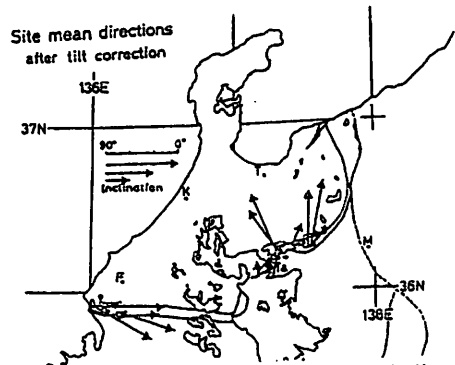 Site mean directions
after tilt correction
136E
37N
90° 0°
Inclination
K
T
M
F
36N
138E